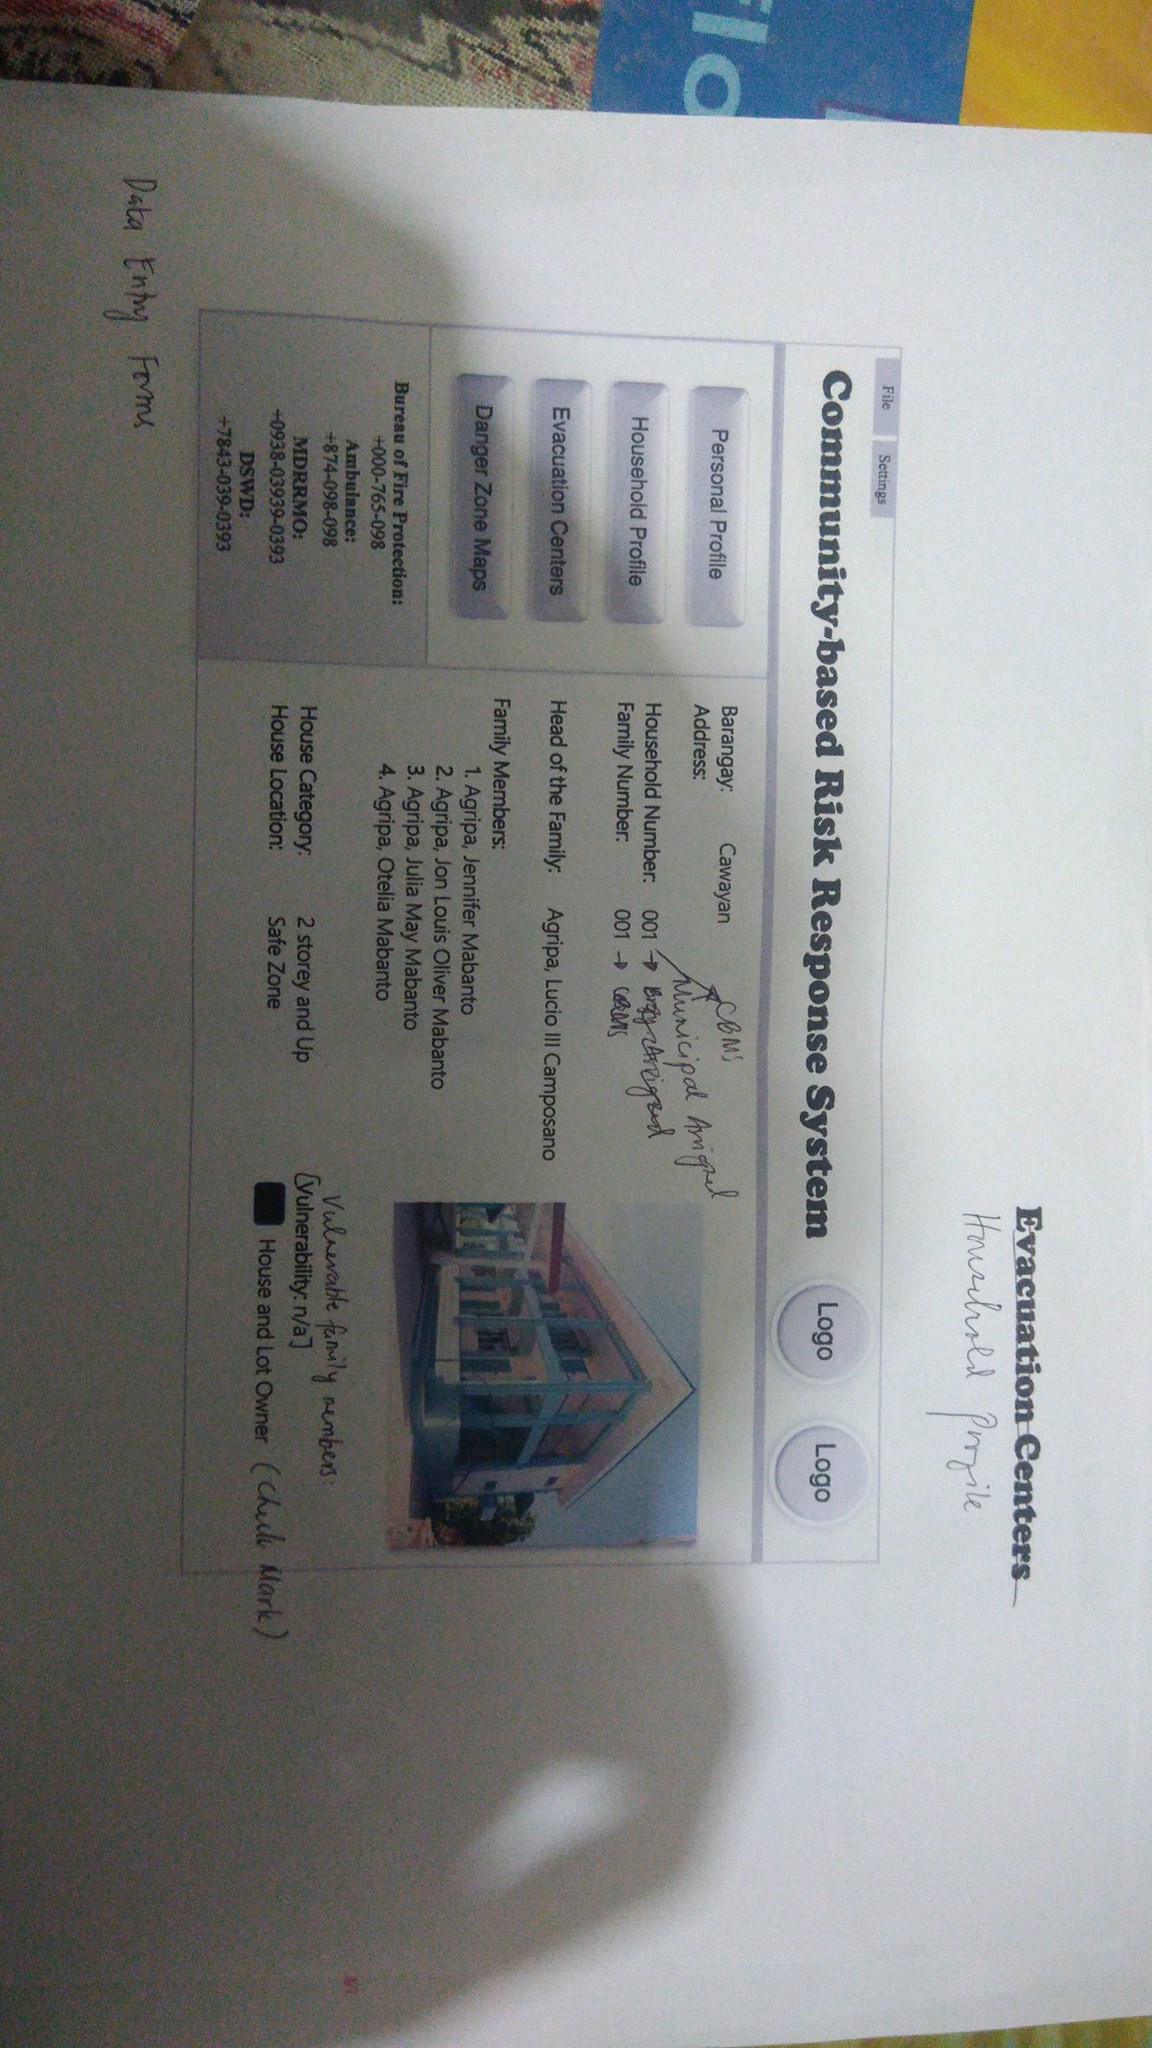 flo
Evacuation Centers
Household Profile
File Settings
Community-based Risk Response System
Logo Logo
Personal Profile
Household Profile
Evacuation Centers
Danger Zone Maps
Bureau of Fire Protection:
+000-765-098
Ambulance:
+874-098-098
MDRRMO:
+0938-03939-0393
DSWD:
+7843-039-0393
Barangay: Cawayan
Address:
CBMS
Municipal Assigned
Household Number: 001 → Brgy Assigned
Family Number: 001 → CBMS
Head of the Family: Agripa, Lucio III Camposano
Family Members:
1. Agripa, Jennifer Mabanto
2. Agripa, Jon Louis Oliver Mabanto
3. Agripa, Julia May Mabanto
4. Agripa, Otelia Mabanto
House Category: 2 storey and Up
House Location: Safe Zone
Vulnerable family members:
[Vulnerability: n/a]
House and Lot Owner (Check Mark)
Data Entry Forms